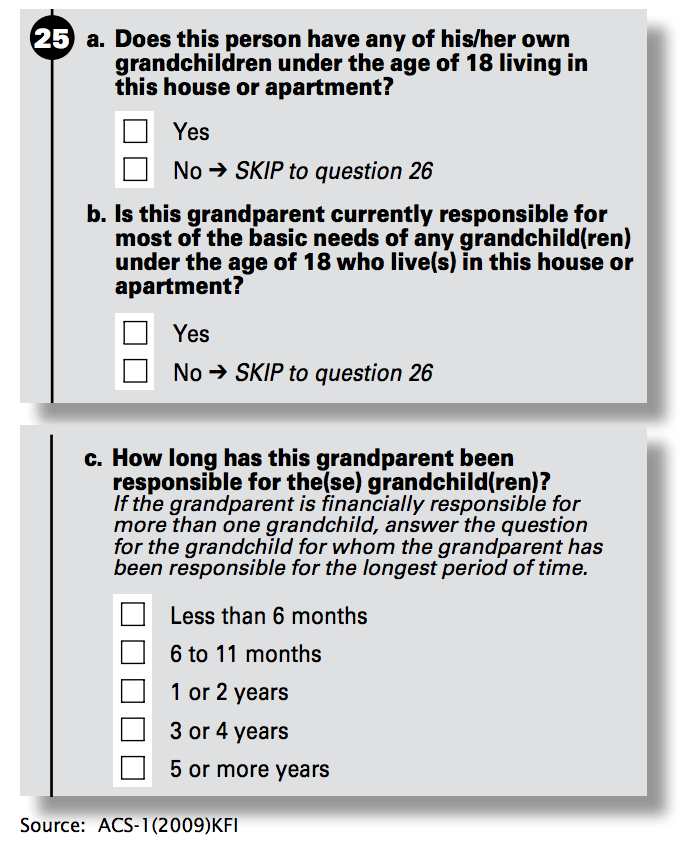 25 a. Does this person have any of his/her own
grandchildren under the age of 18 living in
this house or apartment?
Yes
No ➔ SKIP to question 26
b. Is this grandparent currently responsible for
most of the basic needs of any grandchild(ren)
under the age of 18 who live(s) in this house or
apartment?
Yes
No ➔ SKIP to question 26
c. How long has this grandparent been
responsible for the(se) grandchild(ren)?
If the grandparent is financially responsible for
more than one grandchild, answer the question
for the grandchild for whom the grandparent has
been responsible for the longest period of time.
Less than 6 months
6 to 11 months
1 or 2 years
3 or 4 years
5 or more years
Source: ACS-1(2009)KFI